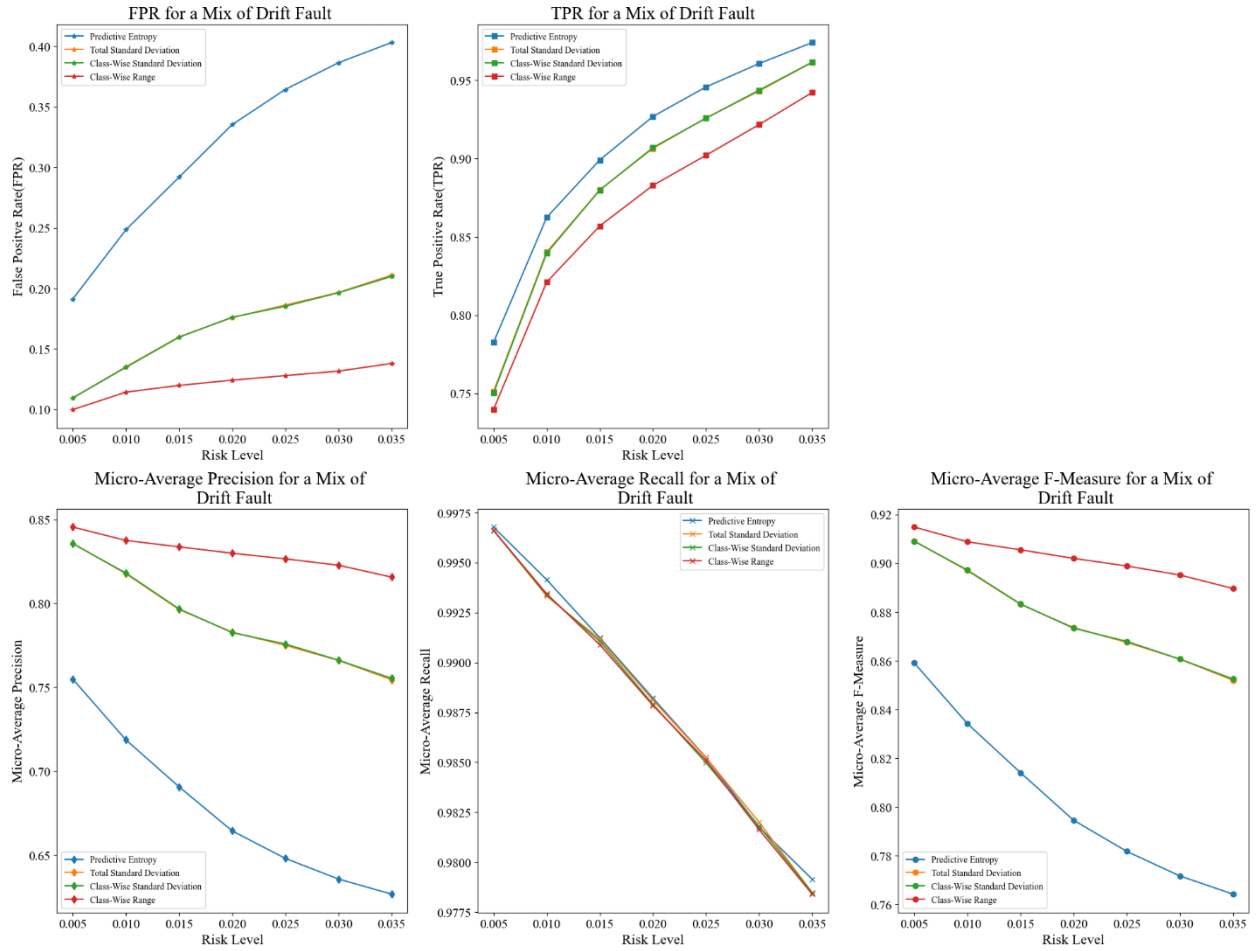 FPR for a Mix of Drift Fault
Predictive Entropy
Total Standard Deviation
Class-Wise Standard Deviation
Class-Wise Range
0.40
0.35
0.30
0.25
0.20
0.15
0.10
False Positve Rate(FPR)
0.005 0.010 0.015 0.020 0.025 0.030 0.035
Risk Level
TPR for a Mix of Drift Fault
Predictive Entropy
Total Standard Deviation
Class-Wise Standard Deviation
Class-Wise Range
0.95
0.90
0.85
0.80
0.75
True Positive Rate(TPR)
0.005 0.010 0.015 0.020 0.025 0.030 0.035
Risk Level
Micro-Average Precision for a Mix of
Drift Fault
0.85
0.80
0.75
0.70
0.65
Micro-Average Precision
Predictive Entropy
Total Standard Deviation
Class-Wise Standard Deviation
Class-Wise Range
0.005 0.010 0.015 0.020 0.025 0.030 0.035
Risk Level
Micro-Average Recall for a Mix of
Drift Fault
Predictive Entropy
Total Standard Deviation
Class-Wise Standard Deviation
Class-Wise Range
0.9975
0.9950
0.9925
0.9900
0.9875
0.9850
0.9825
0.9800
0.9775
Micro-Average Recall
0.005 0.010 0.015 0.020 0.025 0.030 0.035
Risk Level
Micro-Average F-Measure for a Mix of
Drift Fault
0.92
0.90
0.88
0.86
0.84
0.82
0.80
0.78
0.76
Micro-Average F-Measure
Predictive Entropy
Total Standard Deviation
Class-Wise Standard Deviation
Class-Wise Range
0.005 0.010 0.015 0.020 0.025 0.030 0.035
Risk Level